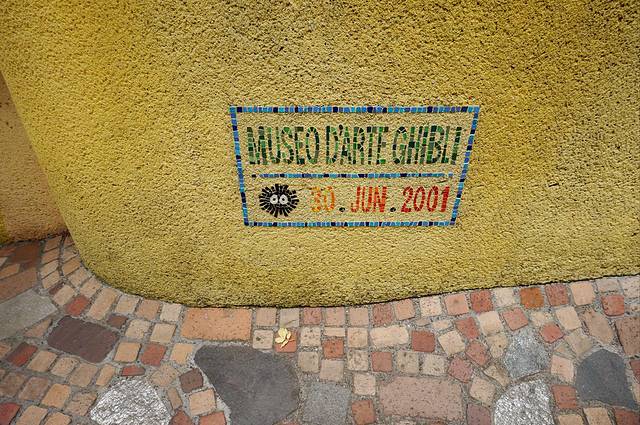 MUSEO D'ARTE GHIBLI
30. JUN. 2001